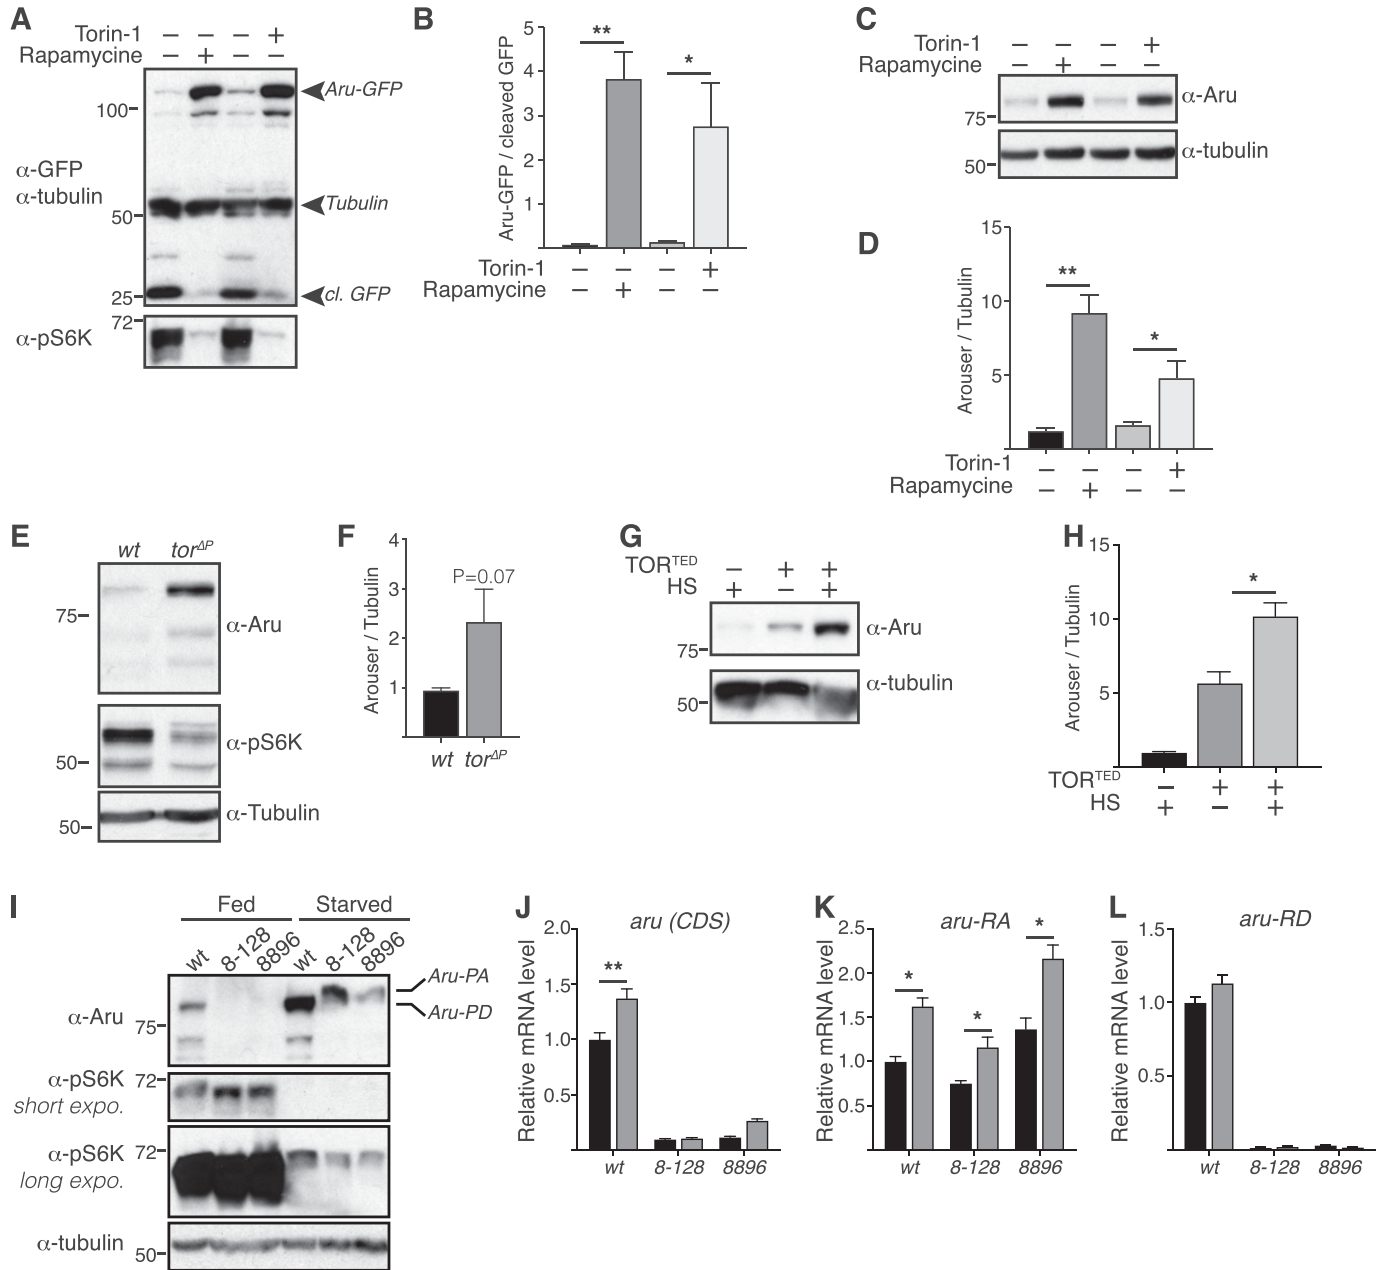 A
Torin-1 – – – +
Rapamycine – + – –
100
α-GFP
α-tubulin
50
25
Aru-GFP
Tubulin
cl. GFP
72
α-pS6K
B
Aru-GFP / cleaved GFP
5
4
3
2
1
**
*
Torin-1 – – – +
Rapamycine – + – –
C
Torin-1 – – – +
Rapamycine – + – –
75
α-Aru
50
α-tubulin
D
Arouser / Tubulin
15
10
5
**
*
Torin-1 – – – +
Rapamycine – + – –
E
wt tor ΔP
75
α-Aru
50
α-pS6K
50
α-Tubulin
F
Arouser / Tubulin
4
3
2
1
P=0.07
wt tor ΔP
G
TOR TED – + +
HS + – +
75
α-Aru
50
α-tubulin
H
Arouser / Tubulin
15
10
5
*
TOR TED – + +
HS + – +
I
Fed Starved
wt 8-128 8896 wt 8-128 8896
Aru-PA
Aru-PD
α-Aru
75
α-pS6K 72
short expo.
α-pS6K 72
long expo.
α-tubulin
50
J
aru (CDS)
Relative mRNA level
2.0
1.5
1.0
0.5
**
wt 8-128 8896
K
aru-RA
Relative mRNA level
2.5
2.0
1.5
1.0
0.5
*
*
*
wt 8-128 8896
L
aru-RD
Relative mRNA level
1.5
1.0
0.5
wt 8-128 8896